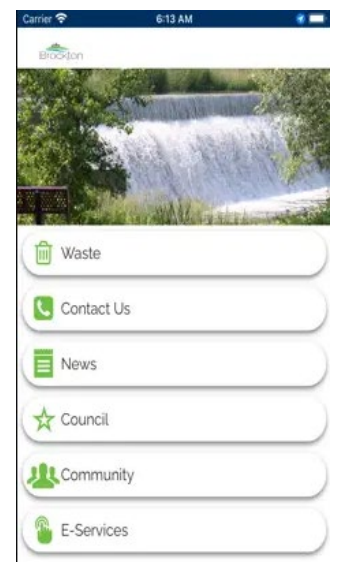 Carrier 6:13 AM
Brockton
Waste
Contact Us
News
Council
Community
E-Services